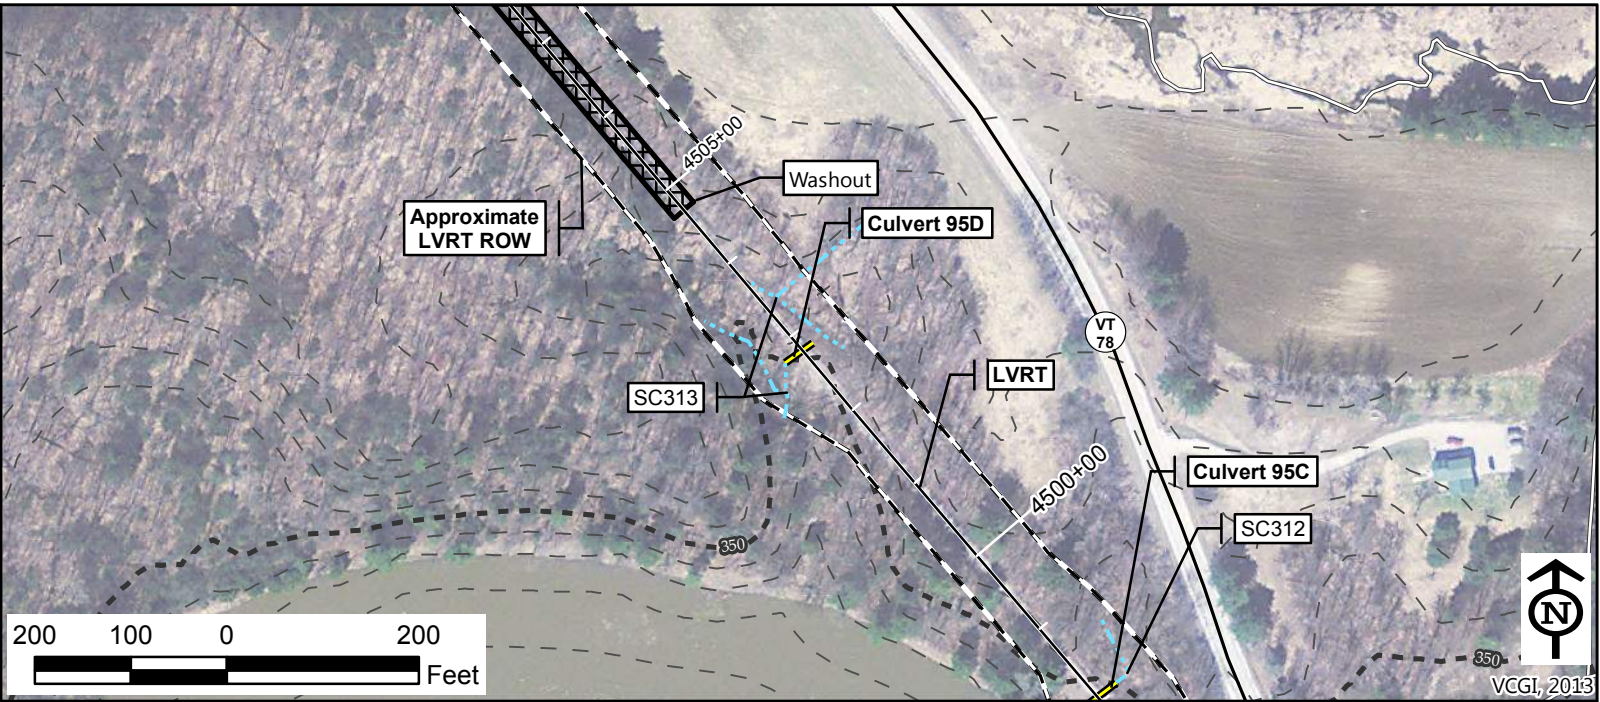 4505+00
Washout
Approximate
LVRT ROW
Culvert 95D
VT
78
LVRT
SC313
4500+00
Culvert 95C
SC312
350
N
200 100 0 200
Feet
350
VCGI, 2013